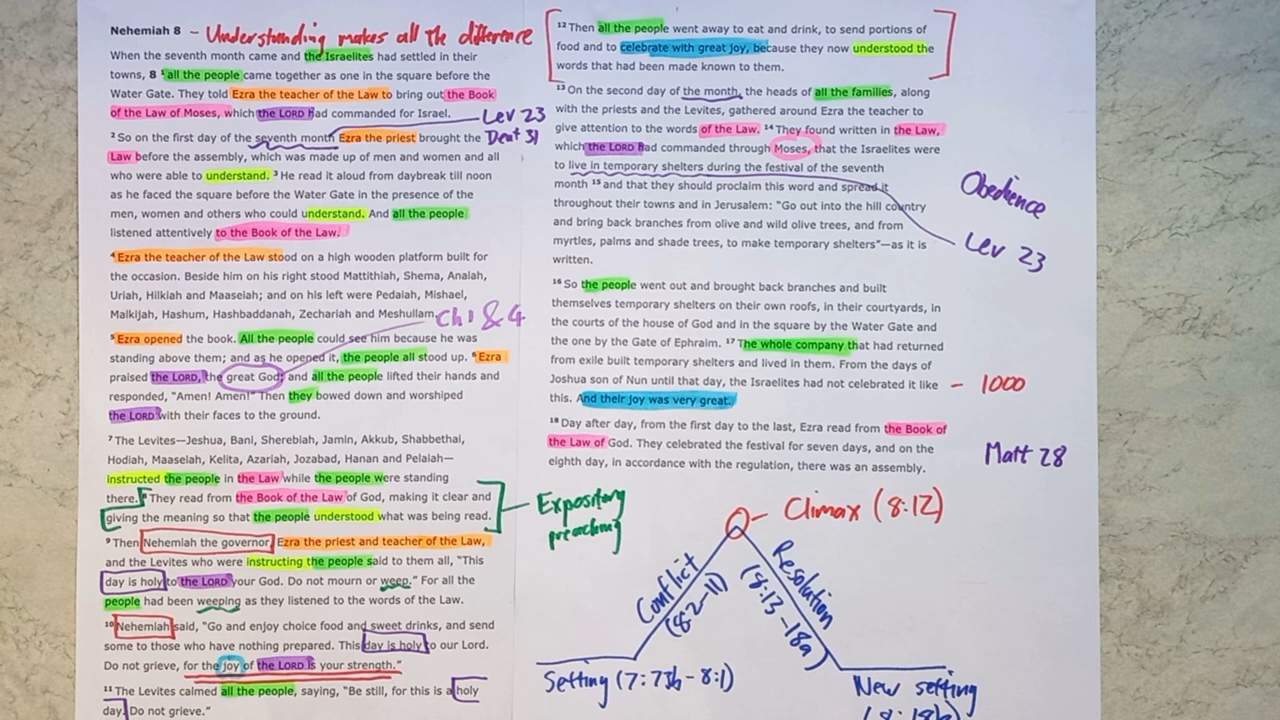 Nehemiah 8 - Understanding makes all the difference
When the seventh month came and the Israelites had settled in their
towns, 8 1 all the people came together as one in the square before the
Water Gate. They told Ezra the teacher of the Law to bring out the Book
of the Law of Moses, which the LORD had commanded for Israel.
Lev 23
2 So on the first day of the seventh month Ezra the priest brought the
Deut 31
Law before the assembly, which was made up of men and women and all
who were able to understand. 3 He read it aloud from daybreak till noon
as he faced the square before the Water Gate in the presence of the
men, women and others who could understand. And all the people
listened attentively to the Book of the Law.
4 Ezra the teacher of the Law stood on a high wooden platform built for
the occasion. Beside him on his right stood Mattithiah, Shema, Anaiah,
Uriah, Hilkiah and Maaseiah; and on his left were Pedaiah, Mishael,
Malkijah, Hashum, Hashbaddanah, Zechariah and Meshullam.
Ch 1 & 4
5 Ezra opened the book. All the people could see him because he was
standing above them; and as he opened it, the people all stood up. 6 Ezra
praised the LORD, the great God; and all the people lifted their hands and
responded, "Amen! Amen!" Then they bowed down and worshiped
the LORD with their faces to the ground.
7 The Levites—Jeshua, Bani, Sherebiah, Jamin, Akkub, Shabbethai,
Hodiah, Maaseiah, Kelita, Azariah, Jozabad, Hanan and Pelaiah—
instructed the people in the Law while the people were standing
there. 8 They read from the Book of the Law of God, making it clear and
giving the meaning so that the people understood what was being read.
Expository
preaching
9 Then Nehemiah the governor, Ezra the priest and teacher of the Law,
and the Levites who were instructing the people said to them all, "This
day is holy to the LORD your God. Do not mourn or weep." For all the
people had been weeping as they listened to the words of the Law.
10 Nehemiah said, "Go and enjoy choice food and sweet drinks, and send
some to those who have nothing prepared. This day is holy to our Lord.
Do not grieve, for the joy of the LORD is your strength."
11 The Levites calmed all the people, saying, "Be still, for this is a holy
day. Do not grieve."
12 Then all the people went away to eat and drink, to send portions of
food and to celebrate with great joy, because they now understood the
words that had been made known to them.
13 On the second day of the month, the heads of all the families, along
with the priests and the Levites, gathered around Ezra the teacher to
give attention to the words of the Law. 14 They found written in the Law,
which the LORD had commanded through Moses, that the Israelites were
to live in temporary shelters during the festival of the seventh
month 15 and that they should proclaim this word and spread it
throughout their towns and in Jerusalem: "Go out into the hill country
and bring back branches from olive and wild olive trees, and from
myrtles, palms and shade trees, to make temporary shelters"—as it is
written.
Obedience
Lev 23
16 So the people went out and brought back branches and built
themselves temporary shelters on their own roofs, in their courtyards, in
the courts of the house of God and in the square by the Water Gate and
the one by the Gate of Ephraim. 17 The whole company that had returned
from exile built temporary shelters and lived in them. From the days of
Joshua son of Nun until that day, the Israelites had not celebrated it like
- 1000
this. And their joy was very great.
18 Day after day, from the first day to the last, Ezra read from the Book of
the Law of God. They celebrated the festival for seven days, and on the
eighth day, in accordance with the regulation, there was an assembly.
Matt 28
Climax (8:12)
Conflict
(8:2-11)
Resolution
(8:13-18a)
Setting (7:73b-8:1)
New setting
(8:18b)